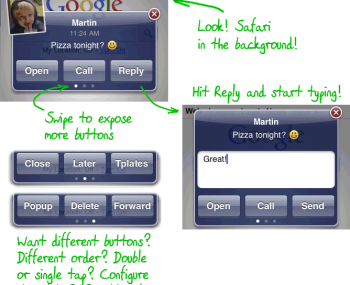 Google
Martin
11:24 AM
Pizza tonight?
Open Call Reply
Look! Safari
in the background!
Hit Reply and start typing!
Swipe to expose
more buttons
Martin
Pizza tonight?
Great!
Open Call Send
Close Later Tplates
Popup Delete Forward
Want different buttons?
Different order? Double
or single tap? Configure